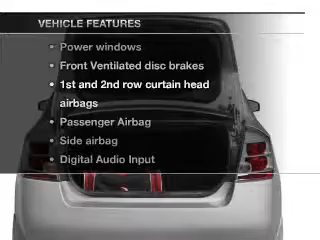 VEHICLE FEATURES
• Power windows
• Front Ventilated disc brakes
• 1st and 2nd row curtain head
airbags
• Passenger Airbag
• Side airbag
• Digital Audio Input